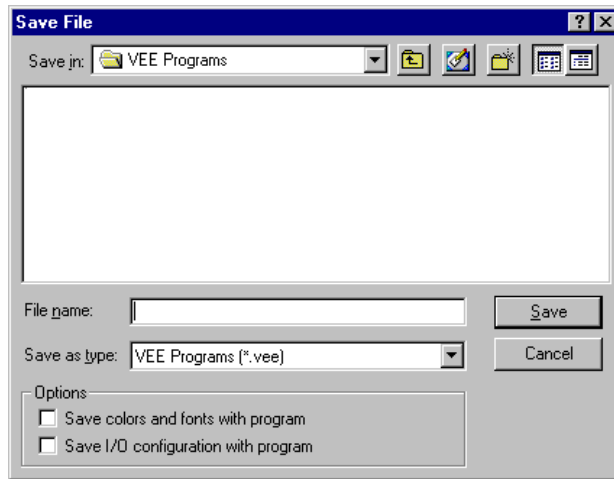 Save File
Save in: VEE Programs
File name:
Save
Save as type: VEE Programs (*.vee)
Cancel
Options
Save colors and fonts with program
Save I/O configuration with program